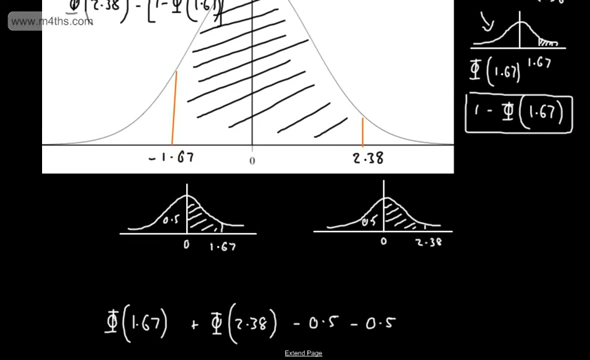 www.m4ths.com
Φ(2.38) - [1-Φ(1.67)]
1.67
Φ(1.67)
1 - Φ(1.67)
-1.67 0 2.38
0.5 0.5
0 1.67 0 2.38
Φ(1.67) + Φ(2.38) - 0.5 - 0.5
Extend Page